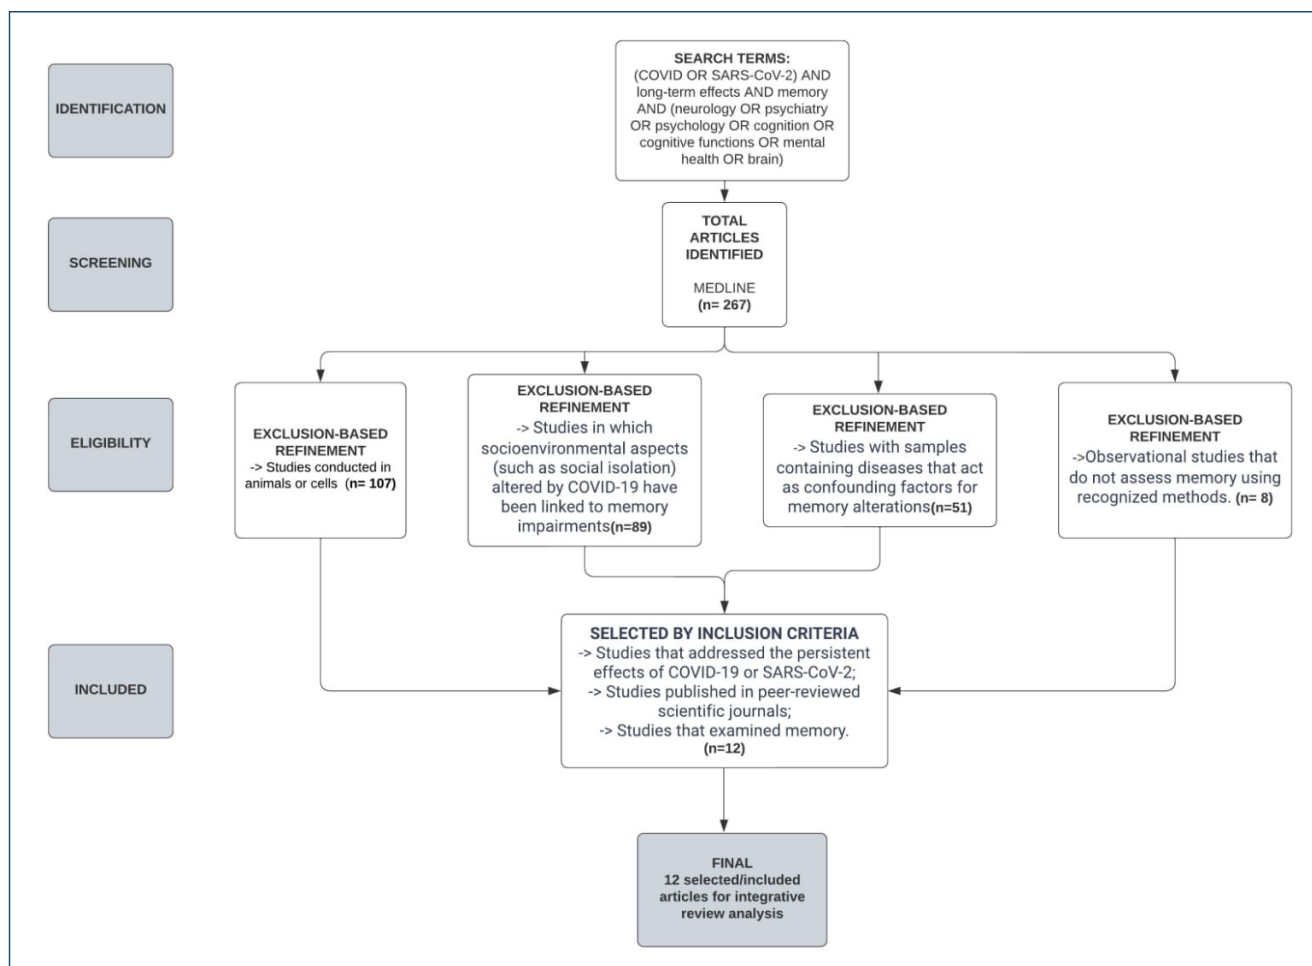 IDENTIFICATION
SEARCH TERMS:
(COVID OR SARS-CoV-2) AND
long-term effects AND memory
AND (neurology OR psychiatry
OR psychology OR cognition OR
cognitive functions OR mental
health OR brain)
SCREENING
TOTAL
ARTICLES
IDENTIFIED
MEDLINE
(n= 267)
ELIGIBILITY
EXCLUSION-BASED
REFINEMENT
-> Studies conducted in
animals or cells (n= 107)
EXCLUSION-BASED
REFINEMENT
-> Studies in which
socioenvironmental aspects
(such as social isolation)
altered by COVID-19 have
been linked to memory
impairments(n=89)
EXCLUSION-BASED
REFINEMENT
-> Studies with samples
containing diseases that act
as confounding factors for
memory alterations(n=51)
EXCLUSION-BASED
REFINEMENT
->Observational studies that
do not assess memory using
recognized methods. (n= 8)
INCLUDED
SELECTED BY INCLUSION CRITERIA
-> Studies that addressed the persistent
effects of COVID-19 or SARS-CoV-2;
-> Studies published in peer-reviewed
scientific journals;
-> Studies that examined memory.
(n=12)
FINAL
12 selected/included
articles for integrative
review analysis